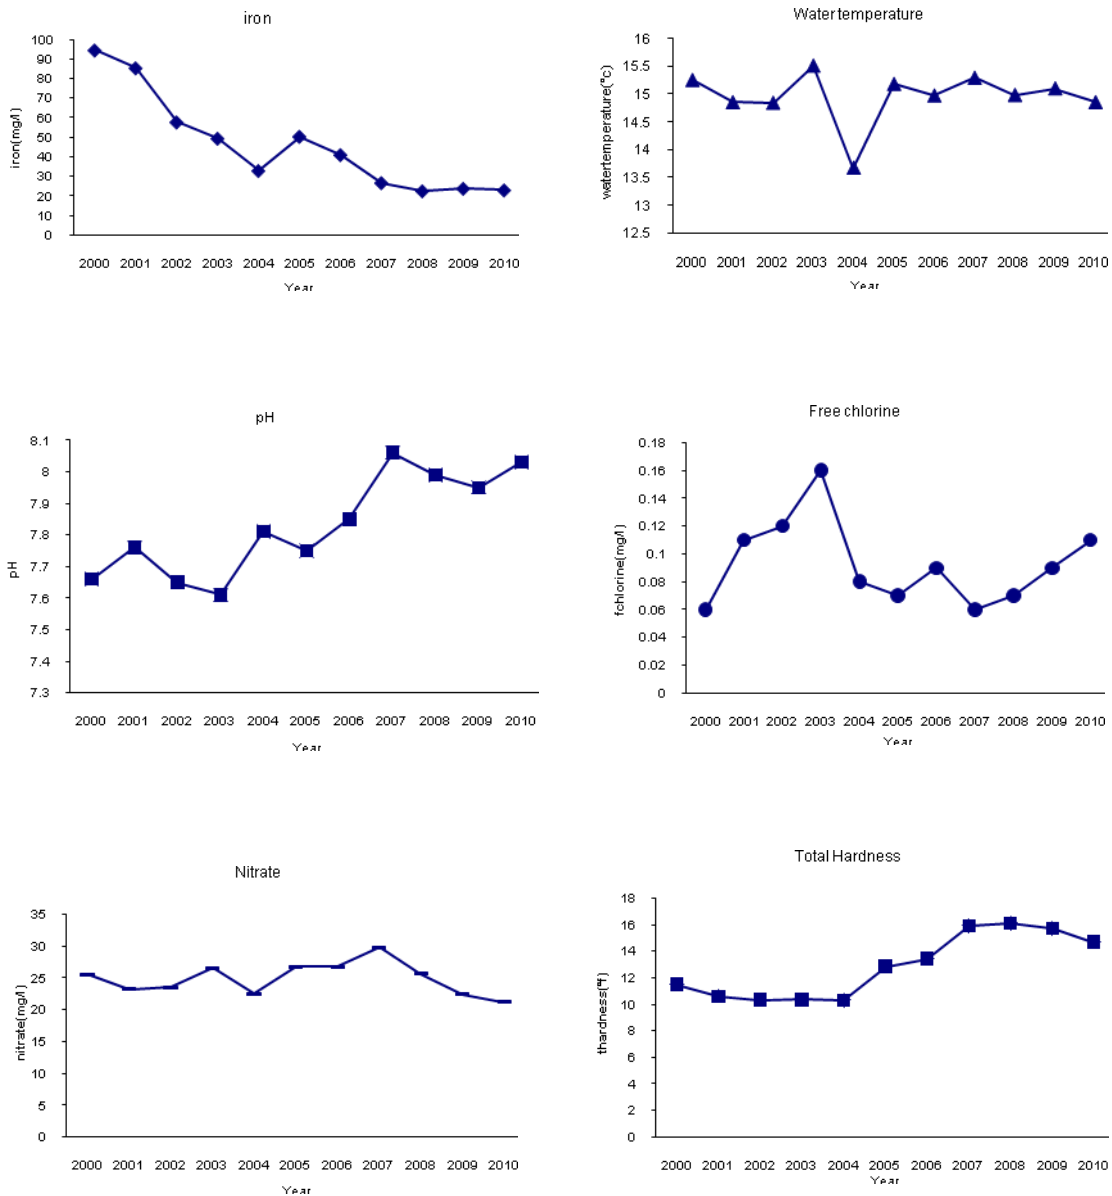 iron
100
90
80
70
60
50
40
30
20
10
0
iron(mg/l)
2000 2001 2002 2003 2004 2005 2006 2007 2008 2009 2010
Year
Water temperature
16
15.5
15
14.5
14
13.5
13
12.5
watertemperature(°c)
2000 2001 2002 2003 2004 2005 2006 2007 2008 2009 2010
Year
pH
8.1
8
7.9
7.8
7.7
7.6
7.5
7.4
7.3
pH
2000 2001 2002 2003 2004 2005 2006 2007 2008 2009 2010
Year
Free chlorine
0.18
0.16
0.14
0.12
0.1
0.08
0.06
0.04
0.02
0
fchlorine(mg/l)
2000 2001 2002 2003 2004 2005 2006 2007 2008 2009 2010
Year
Nitrate
35
30
25
20
15
10
5
0
nitrate(mg/l)
2000 2001 2002 2003 2004 2005 2006 2007 2008 2009 2010
Year
Total Hardness
18
16
14
12
10
8
6
4
2
0
thardness(°f)
2000 2001 2002 2003 2004 2005 2006 2007 2008 2009 2010
Year